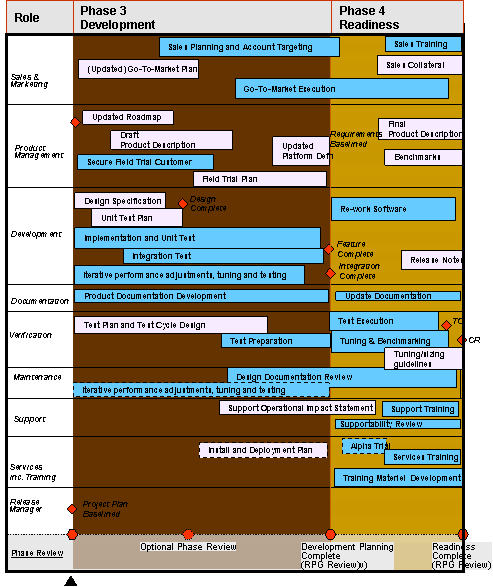 Role
Phase 3
Development
Phase 4
Readiness
Sales &
Marketing
Sales Planning and Account Targeting
Sales Training
(Updated) Go-To-Market Plan
Sales Collateral
Go-To-Market Execution
Product
Management
Updated Roadmap
Draft
Product Description
Secure Field Trial Customer
Field Trial Plan
Updated
Platform Defn
Requirements
Baselined
Final
Product Description
Benchmarks
Development
Design Specification
Design
Complete
Unit Test Plan
Implementation and Unit Test
Integration Test
Iterative performance adjustments, tuning and testing
Re-work Software
Feature
Complete
Integration
Complete
Release Notes
Documentation
Product Documentation Development
Update Documentation
Verification
Test Plan and Test Cycle Design
Test Preparation
Test Execution
TC
Tuning & Benchmarking
CR
Tuning/sizing
guidelines
Maintenance
Design Documentation Review
Iterative performance adjustments, tuning and testing
Support
Support Operational Impact Statement
Support Training
Supportability Review
Services
inc. Training
Install and Deployment Plan
Alpha Trial
Services Training
Training Materiel Development
Release
Manager
Project Plan
Baselined
Phase Review
Optional Phase Review
Development Planning
Complete
(RPG Review)v)
Readiness
Complete
(RPG Review)